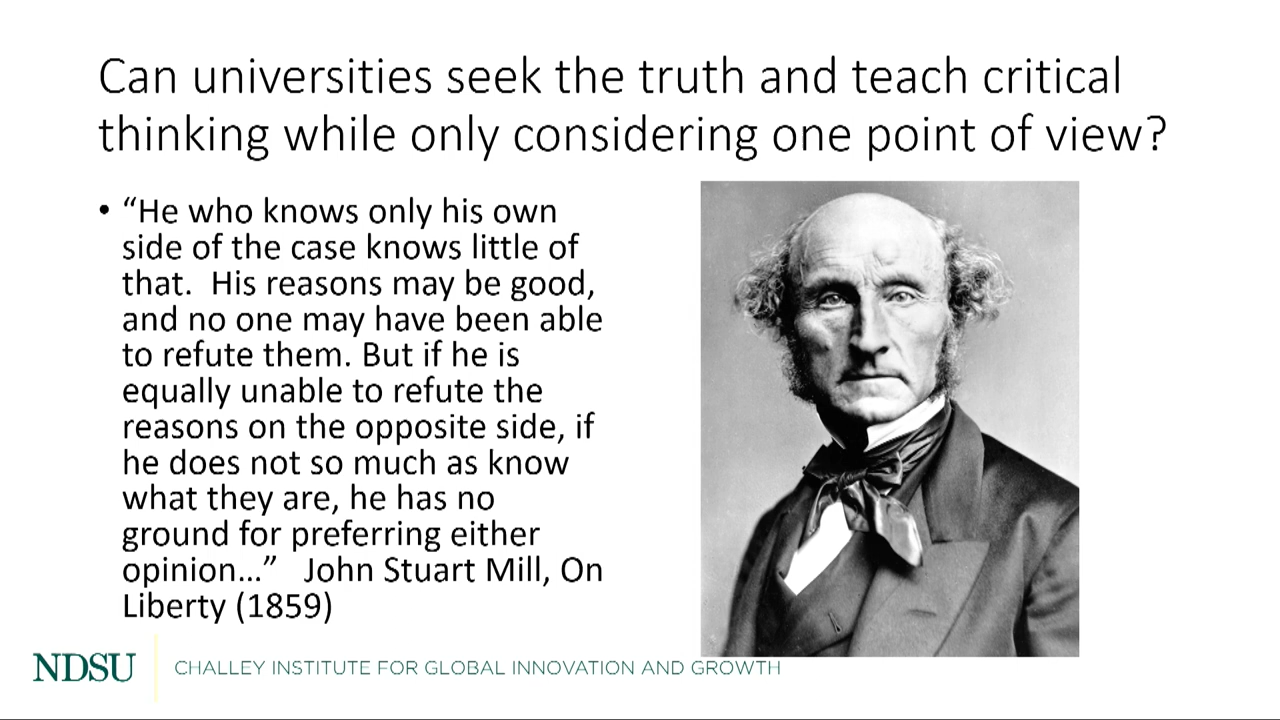 Can universities seek the truth and teach critical
thinking while only considering one point of view?
• “He who knows only his own
side of the case knows little of
that.  His reasons may be good,
and no one may have been able
to refute them. But if he is
equally unable to refute the
reasons on the opposite side, if
he does not so much as know
what they are, he has no
ground for preferring either
opinion…”   John Stuart Mill, On
Liberty (1859)
NDSU
CHALLEY INSTITUTE FOR GLOBAL INNOVATION AND GROWTH